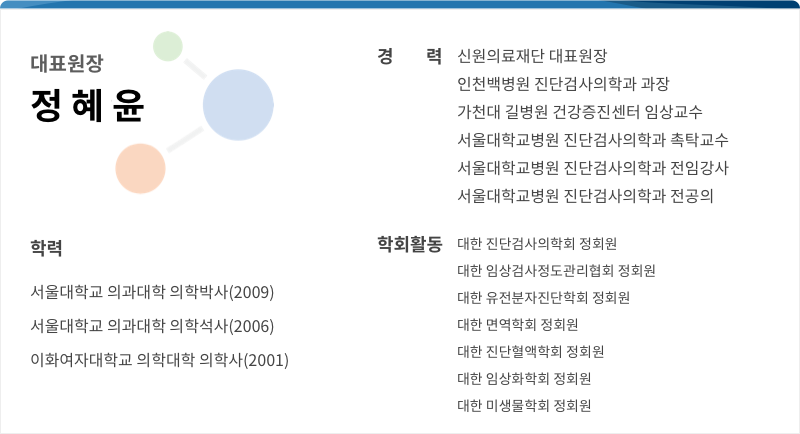 대표원장
정 혜 윤
학력
서울대학교 의과대학 의학박사(2009)
서울대학교 의과대학 의학석사(2006)
이화여자대학교 의학대학 의학사(2001)
경 력
신원의료재단 대표원장
인천백병원 진단검사의학과 과장
가천대 길병원 건강증진센터 임상교수
서울대학교병원 진단검사의학과 촉탁교수
서울대학교병원 진단검사의학과 전임강사
서울대학교병원 진단검사의학과 전공의
학회활동
대한 진단검사의학회 정회원
대한 임상검사정도관리협회 정회원
대한 유전분자진단학회 정회원
대한 면역학회 정회원
대한 진단혈액학회 정회원
대한 임상화학회 정회원
대한 미생물학회 정회원